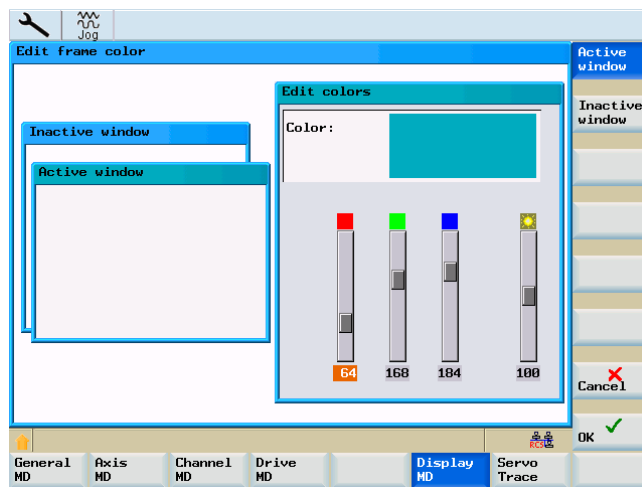 Jog
Edit frame color
Active
window
Edit colors
Inactive
window
Color:
Inactive window
Active window
64 168 184 100
Cancel
OK
RCS
General
MD
Axis
MD
Channel
MD
Drive
MD
Display
MD
Servo
Trace